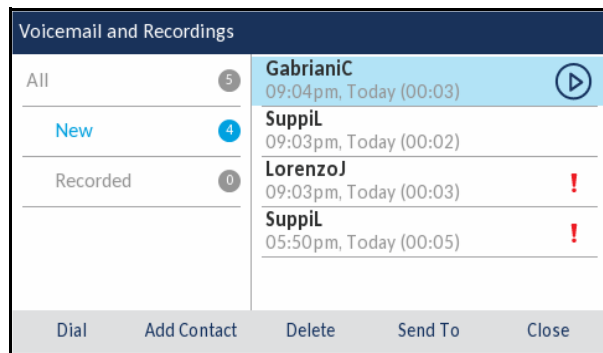 Voicemail and Recordings
All 5
New 4
Recorded 0
GabrianiC
09:04pm, Today (00:03)
SuppiL
09:03pm, Today (00:02)
LorenzoJ
09:03pm, Today (00:03)
!
SuppiL
05:50pm, Today (00:05)
!
Dial Add Contact Delete Send To Close